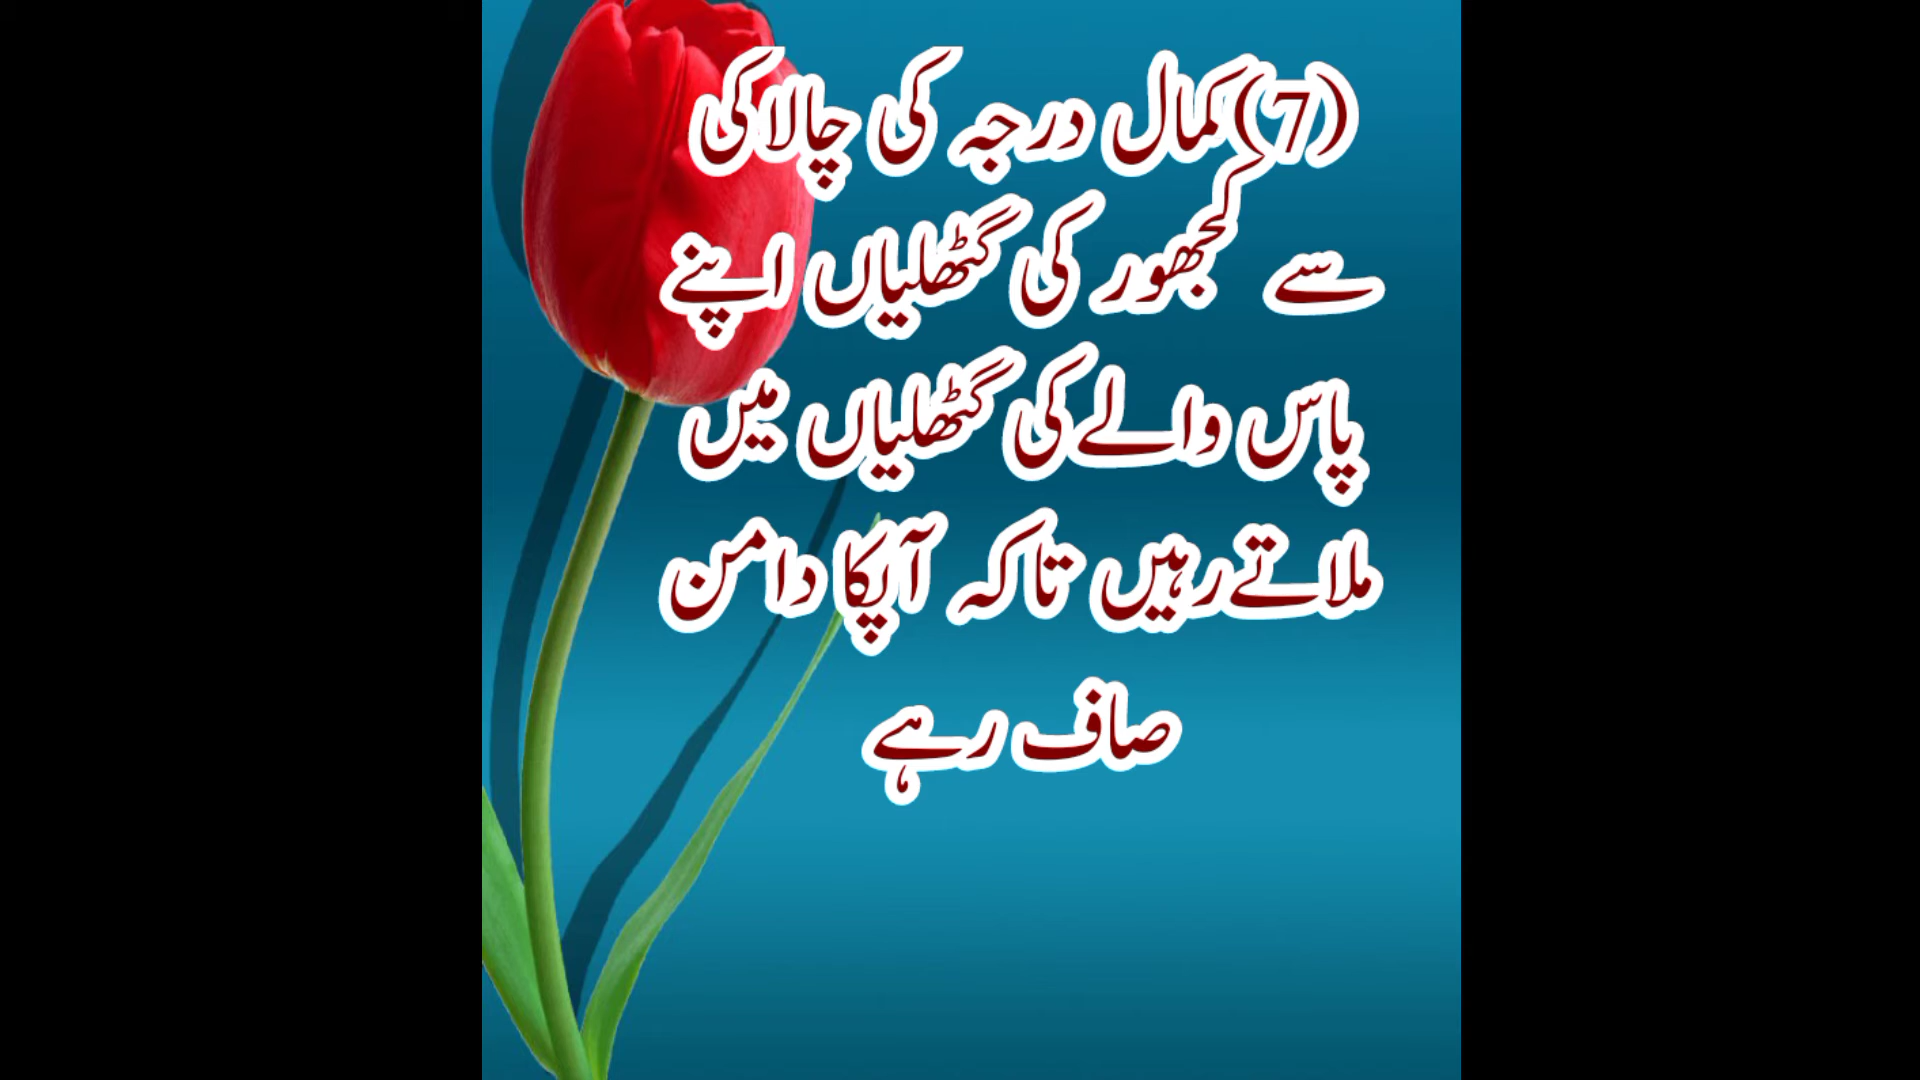 (7)کمال درجہ کی چالاکی
سے کجھور کی گٹھلیاں اپنے
پاس والے کی گٹھلیاں میں
ملاتے رہیں تاکہ آپکا دامن
صاف رہے